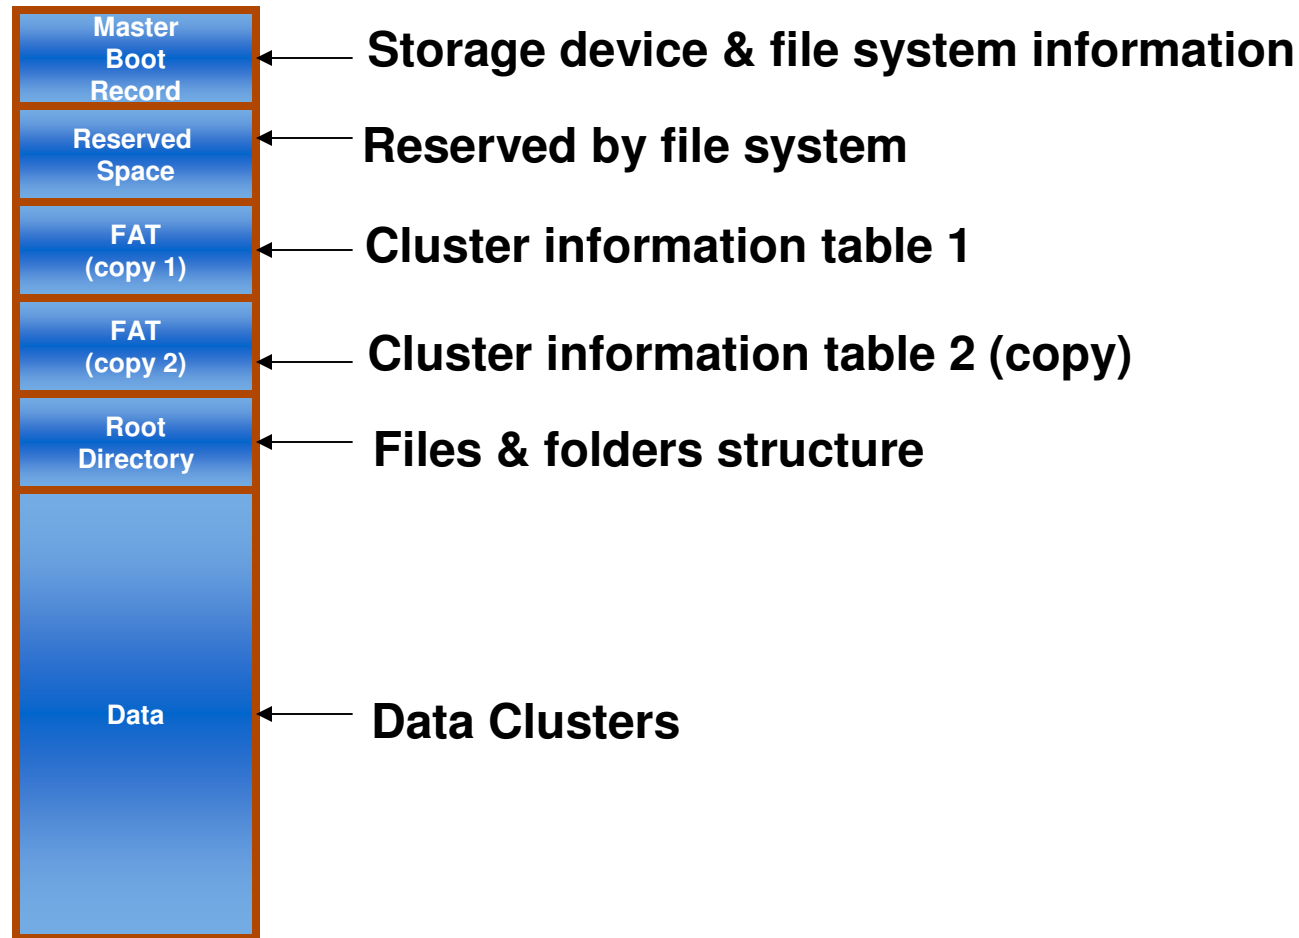 Master
Boot
Record
Storage device & file system information
Reserved
Space
Reserved by file system
FAT
(copy 1)
Cluster information table 1
FAT
(copy 2)
Cluster information table 2 (copy)
Root
Directory
Files & folders structure
Data
Data Clusters